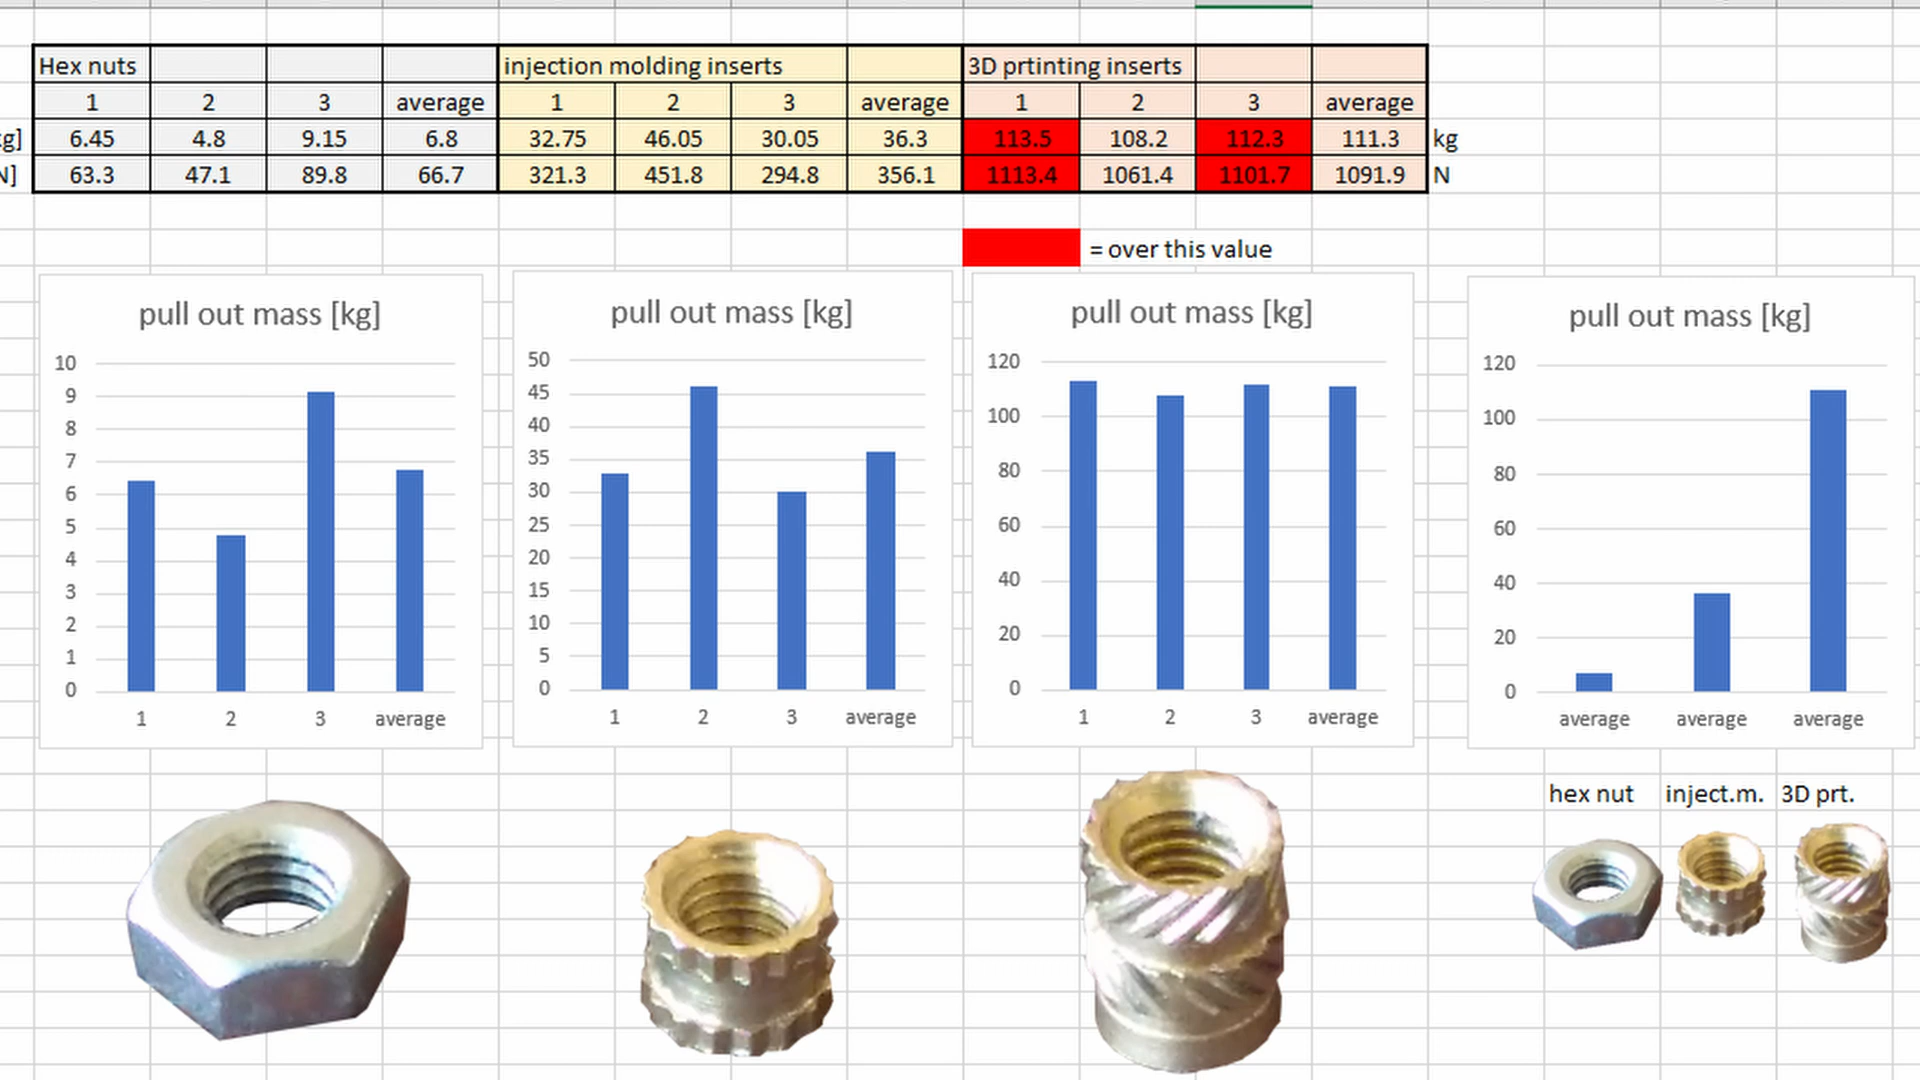 Hex nuts injection molding inserts 3D prtinting inserts
1 2 3 average 1 2 3 average 1 2 3 average
kg] 6.45 4.8 9.15 6.8 32.75 46.05 30.05 36.3 113.5 108.2 112.3 111.3 kg
N] 63.3 47.1 89.8 66.7 321.3 451.8 294.8 356.1 1113.4 1061.4 1101.7 1091.9 N
= over this value
pull out mass [kg]
10
9
8
7
6
5
4
3
2
1
0
1 2 3 average
pull out mass [kg]
50
45
40
35
30
25
20
15
10
5
0
1 2 3 average
pull out mass [kg]
120
100
80
60
40
20
0
1 2 3 average
pull out mass [kg]
120
100
80
60
40
20
0
average average average
hex nut inject.m. 3D prt.